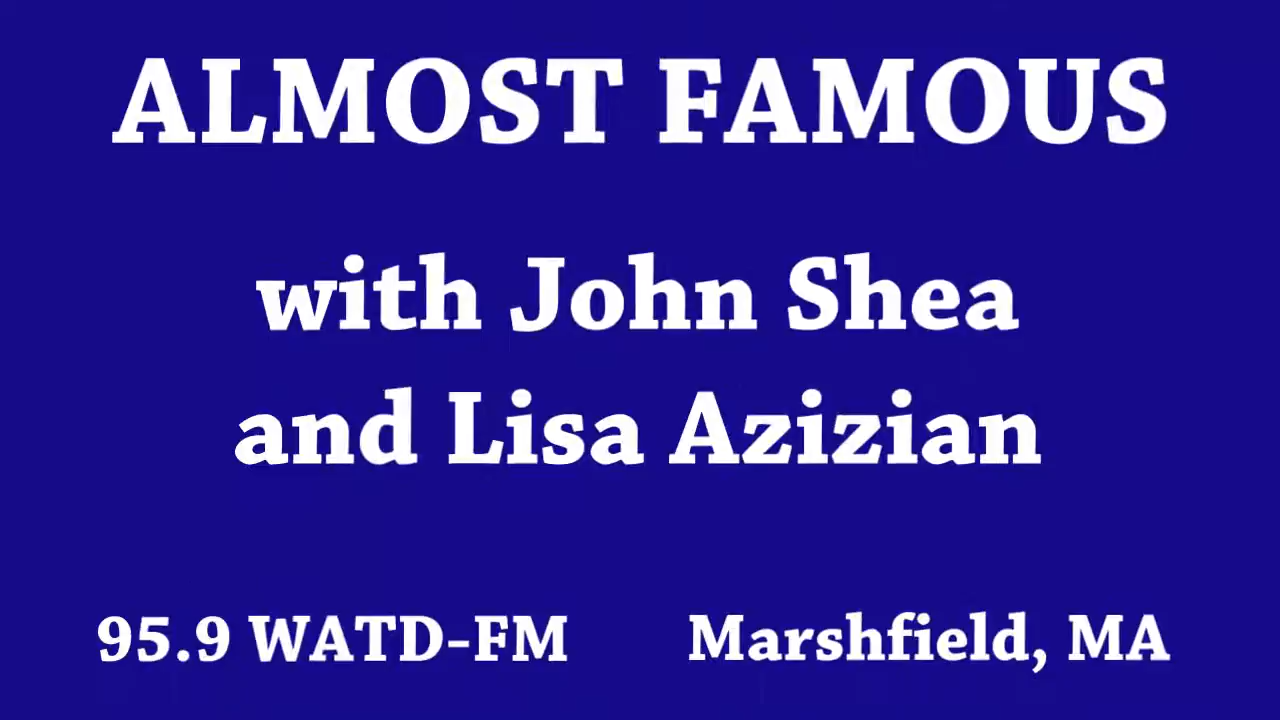 ALMOST FAMOUS
with John Shea
and Lisa Azizian
95.9 WATD-FM Marshfield, MA